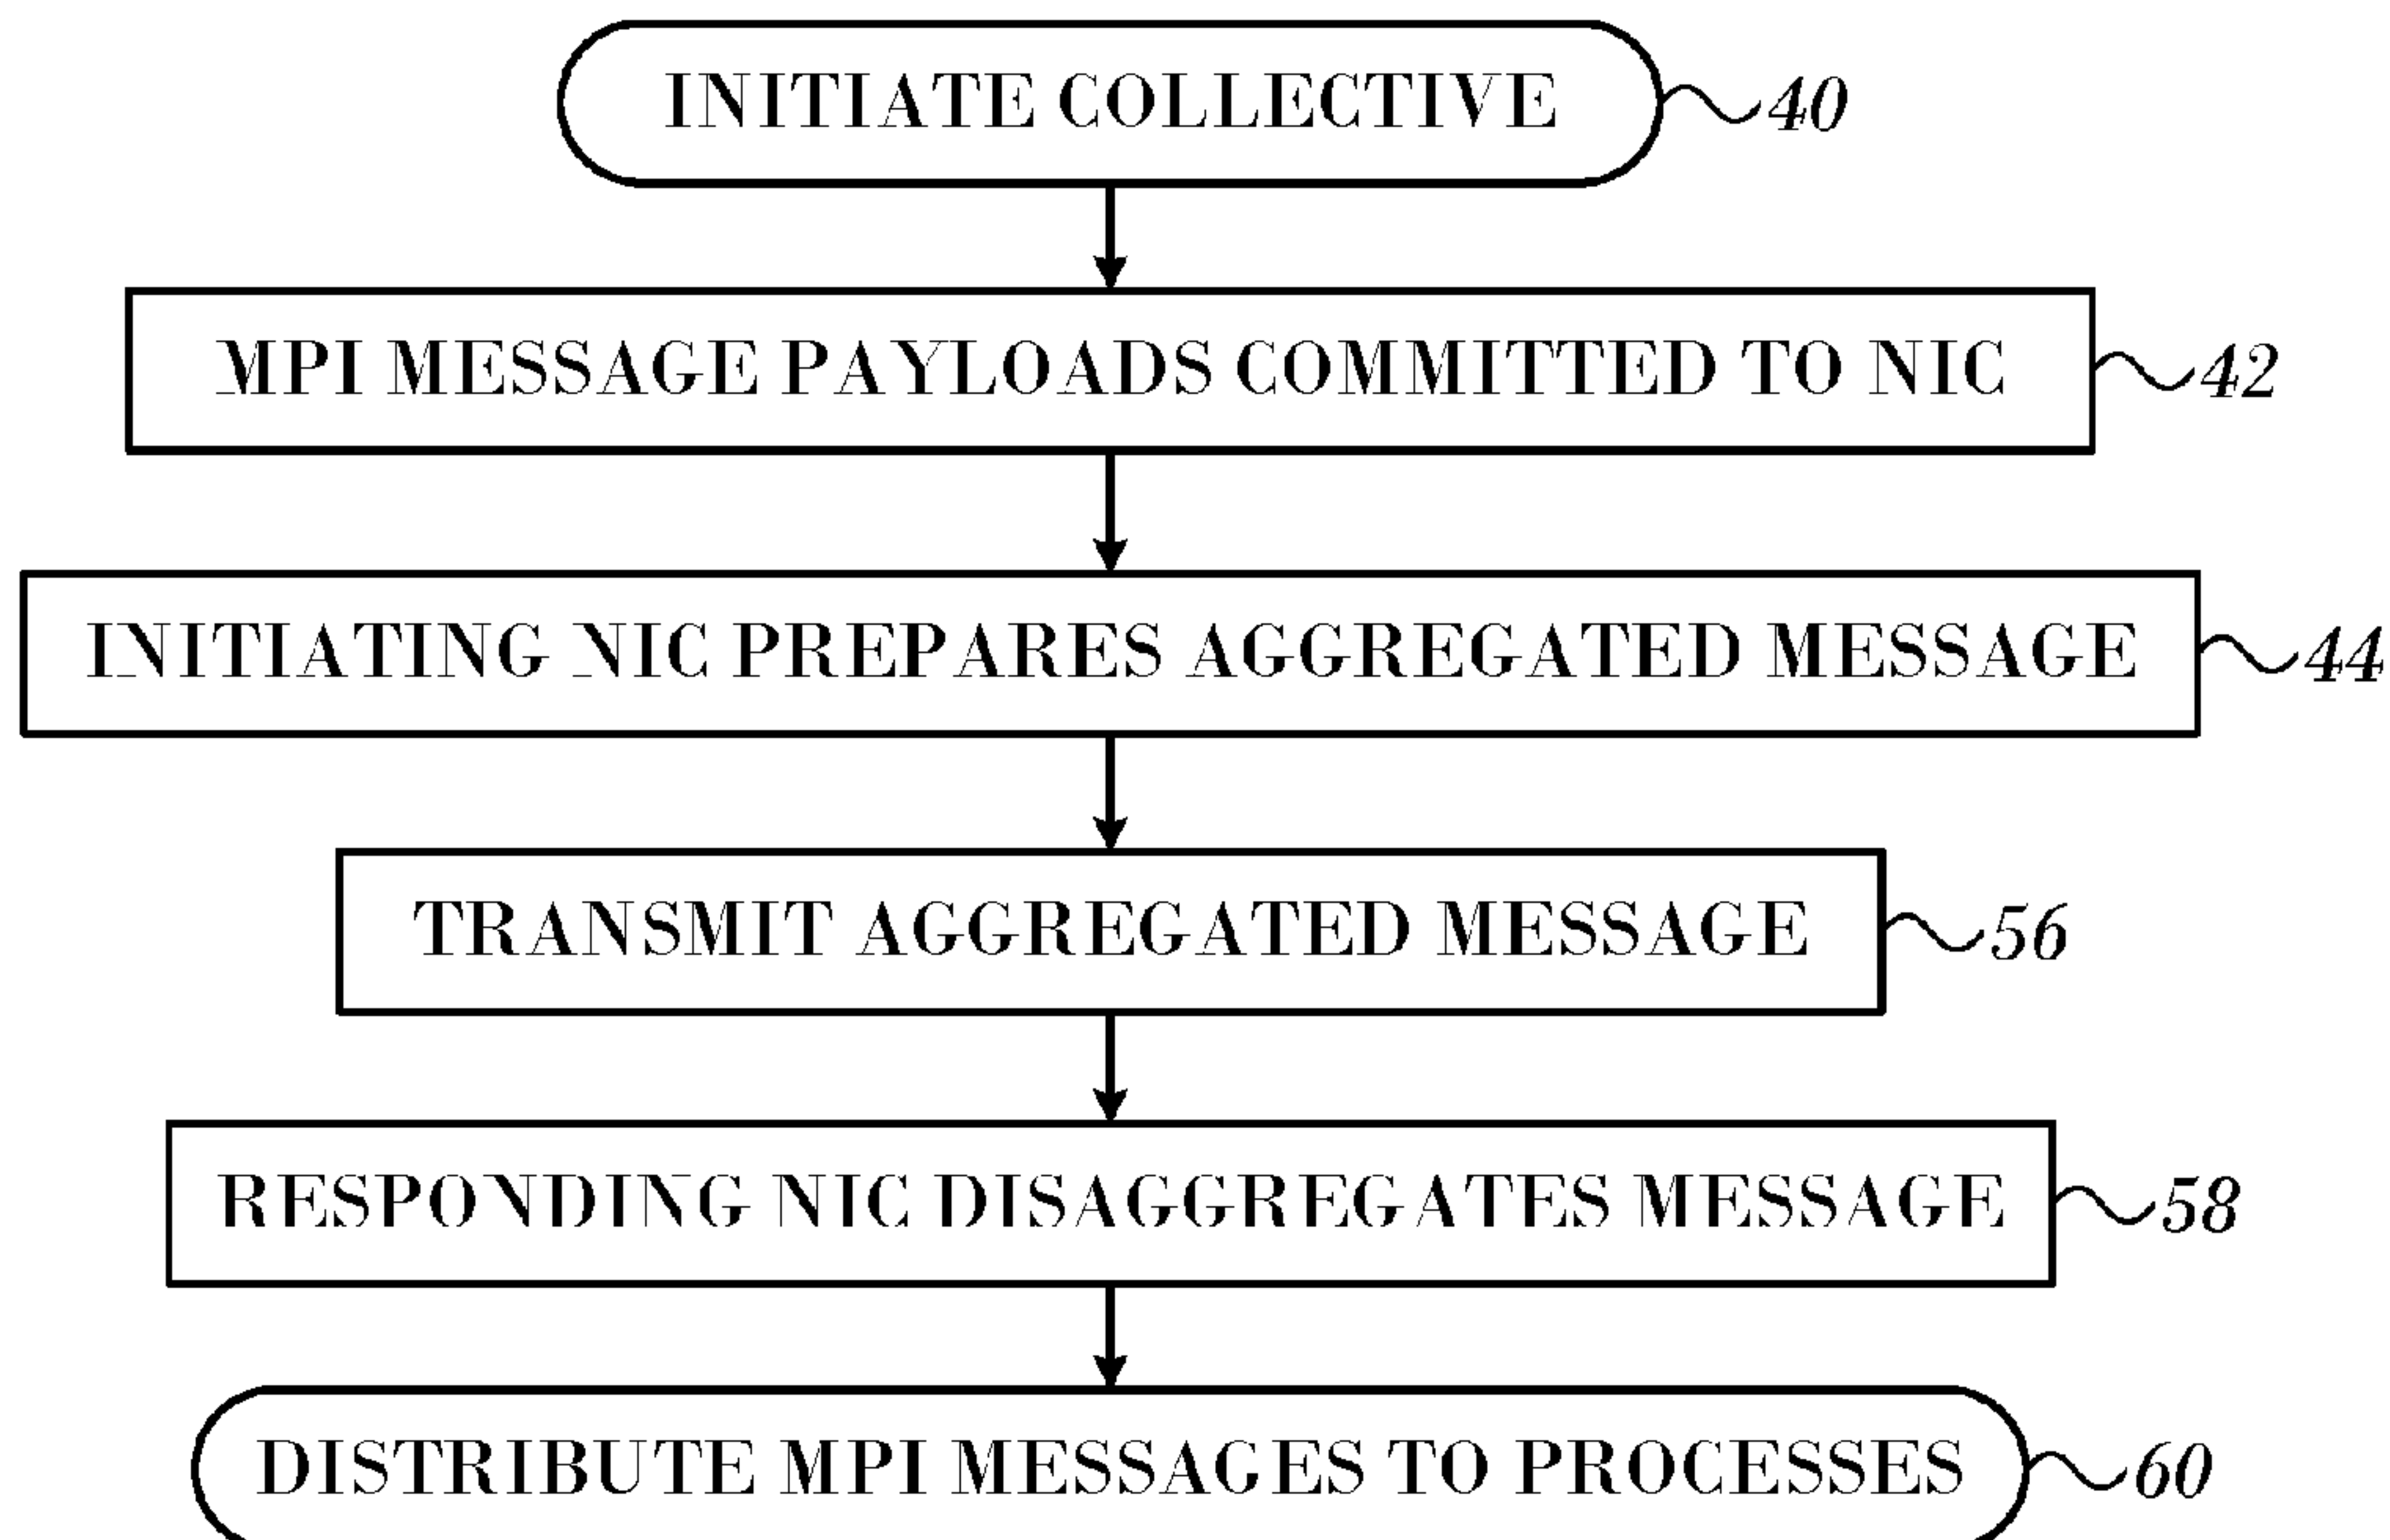 INITIATE COLLECTIVE 40
MPI MESSAGE PAYLOADS COMMITTED TO NIC 42
INITIATING NIC PREPARES AGGREGATED MESSAGE 44
TRANSMIT AGGREGATED MESSAGE 56
RESPONDING NIC DISAGGREGATES MESSAGE 58
DISTRIBUTE MPI MESSAGES TO PROCESSES 60